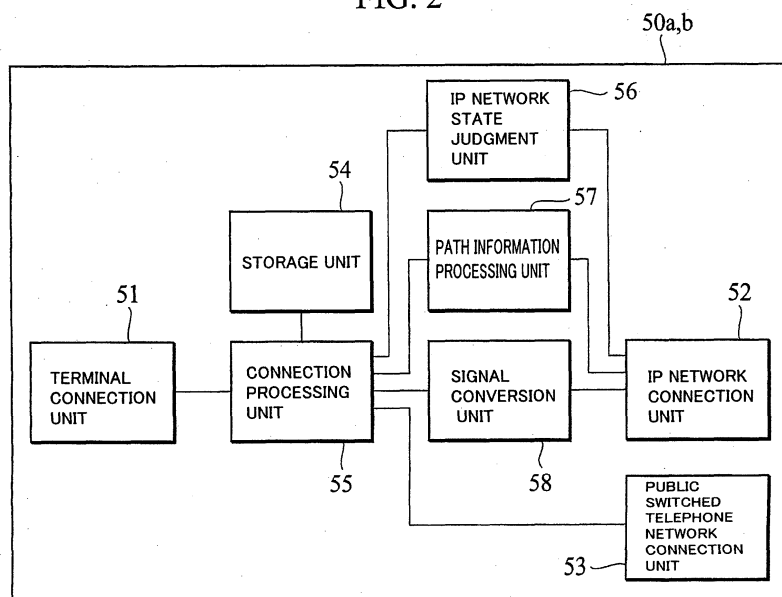 FIG. 2
50a,b
IP NETWORK
STATE
JUDGMENT
UNIT
56
54
STORAGE UNIT
57
PATH INFORMATION
PROCESSING UNIT
51
TERMINAL
CONNECTION
UNIT
CONNECTION
PROCESSING
UNIT
55
SIGNAL
CONVERSION
UNIT
58
52
IP NETWORK
CONNECTION
UNIT
PUBLIC
SWITCHED
TELEPHONE
NETWORK
CONNECTION
UNIT
53